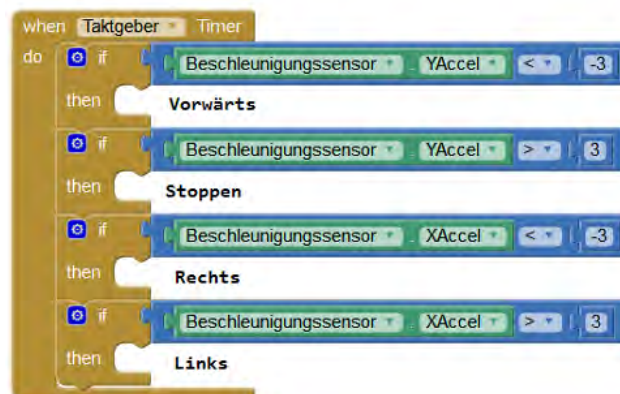 when Taktgeber Timer
do if Beschleunigungssensor . YAccel < -3
then Vorwärts
if Beschleunigungssensor . YAccel > 3
then Stoppen
if Beschleunigungssensor . XAccel < -3
then Rechts
if Beschleunigungssensor . XAccel > 3
then Links